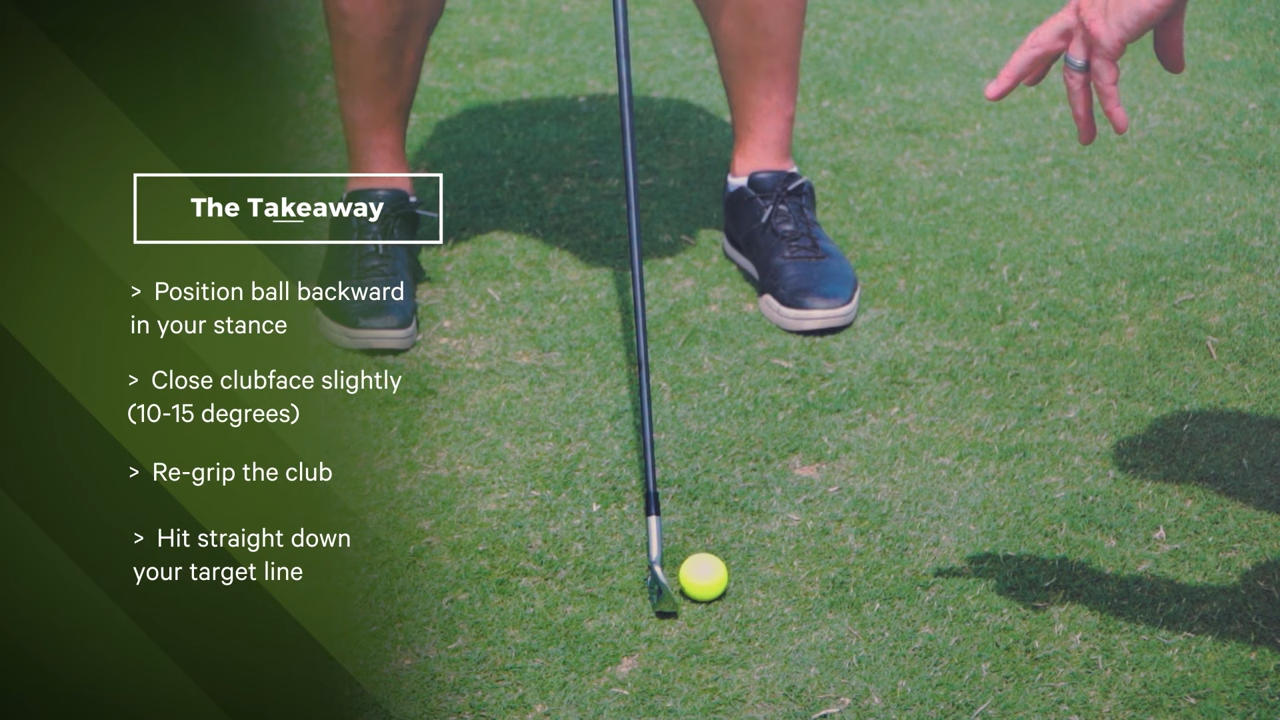 The Takeaway
> Position ball backward
in your stance
> Close clubface slightly
(10-15 degrees)
> Re-grip the club
> Hit straight down
your target line